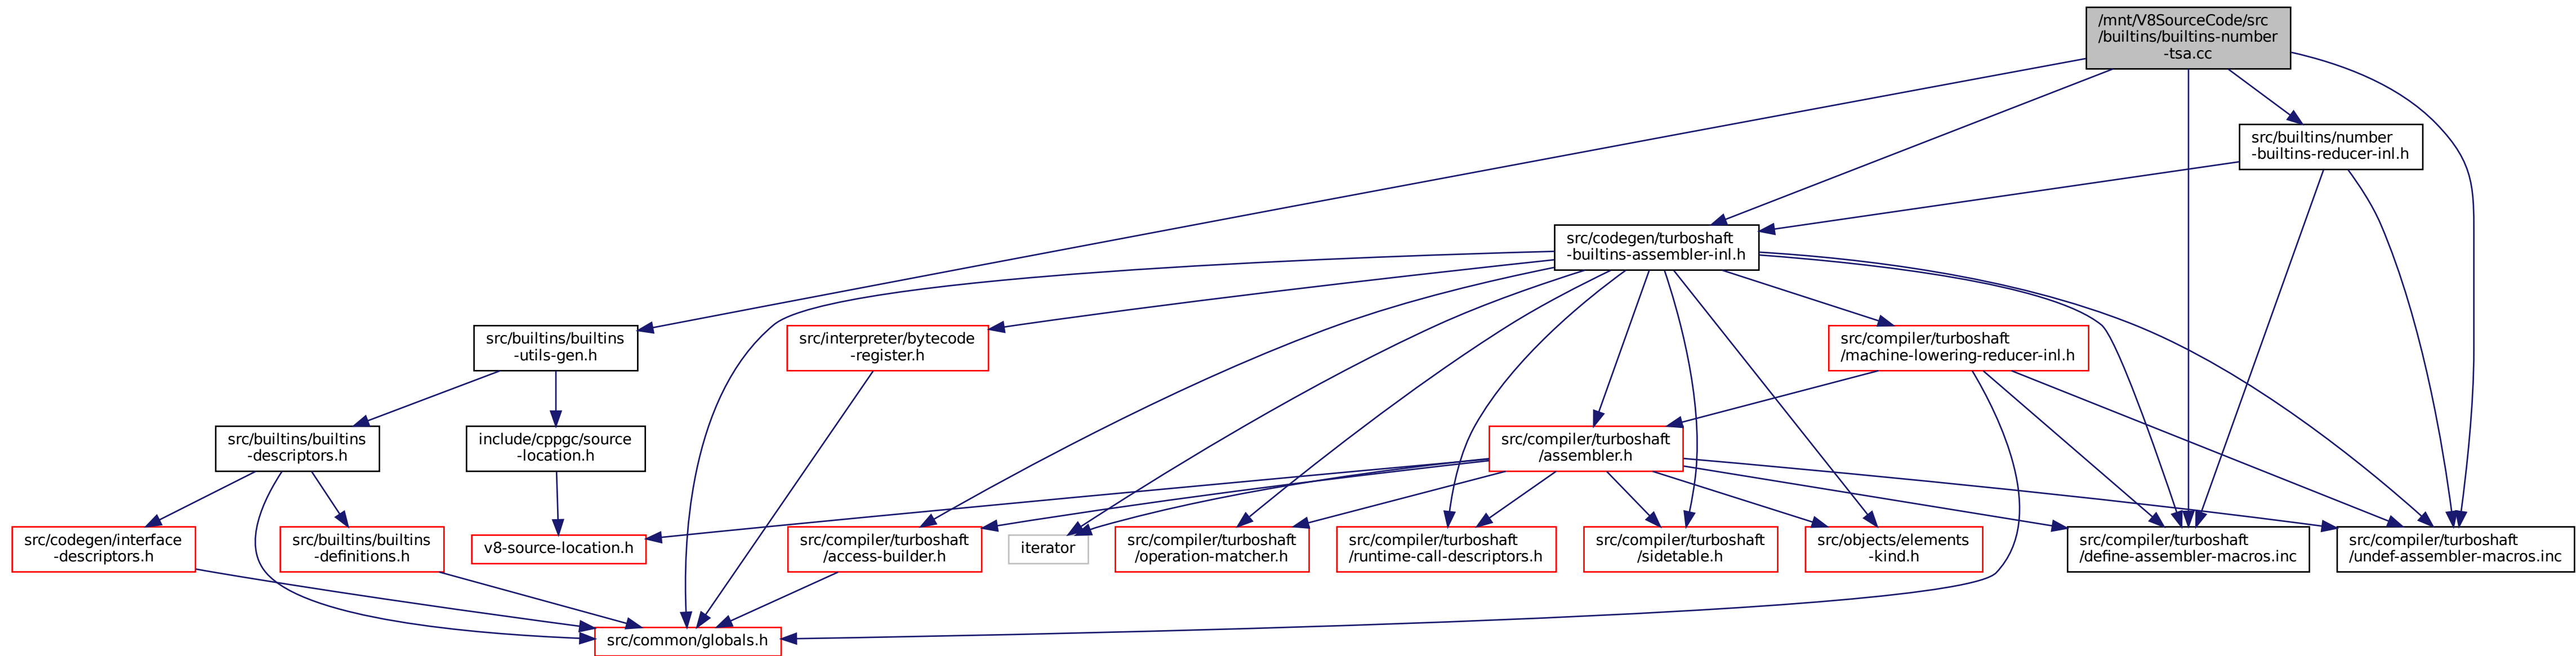 /mnt/V8SourceCode/src
/builtins/builtins-number
-tsa.cc
src/builtins/number
-builtins-reducer-inl.h
src/codegen/turboshaft
-builtins-assembler-inl.h
src/builtins/builtins
-utils-gen.h
src/interpreter/bytecode
-register.h
src/compiler/turboshaft
/machine-lowering-reducer-inl.h
src/builtins/builtins
-descriptors.h
include/cppgc/source
-location.h
src/compiler/turboshaft
/assembler.h
src/codegen/interface
-descriptors.h
src/builtins/builtins
-definitions.h
v8-source-location.h
src/compiler/turboshaft
/access-builder.h
iterator
src/compiler/turboshaft
/operation-matcher.h
src/compiler/turboshaft
/runtime-call-descriptors.h
src/compiler/turboshaft
/sidetable.h
src/objects/elements
-kind.h
src/compiler/turboshaft
/define-assembler-macros.inc
src/compiler/turboshaft
/undef-assembler-macros.inc
src/common/globals.h